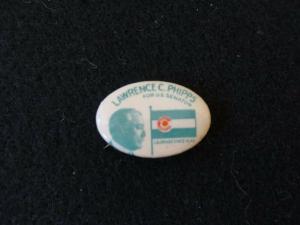 LAWRENCE C. PHIPPS
FOR U.S. SENATOR